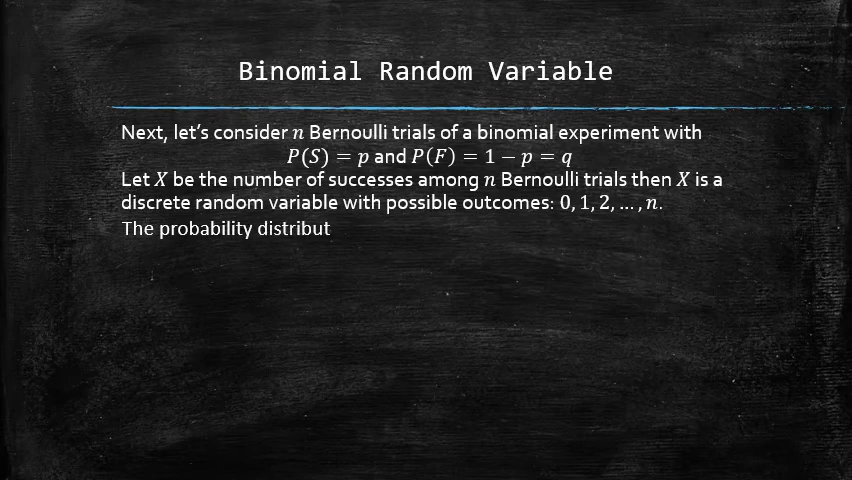 Binomial Random Variable
Next, let’s consider 𝑛 Bernoulli trials of a binomial experiment with
𝑃(𝑆) = 𝑝 and 𝑃(𝐹) = 1 − 𝑝 = 𝑞
Let 𝑋 be the number of successes among 𝑛 Bernoulli trials then 𝑋 is a
discrete random variable with possible outcomes: 0, 1, 2, … , 𝑛.
The probability distribut